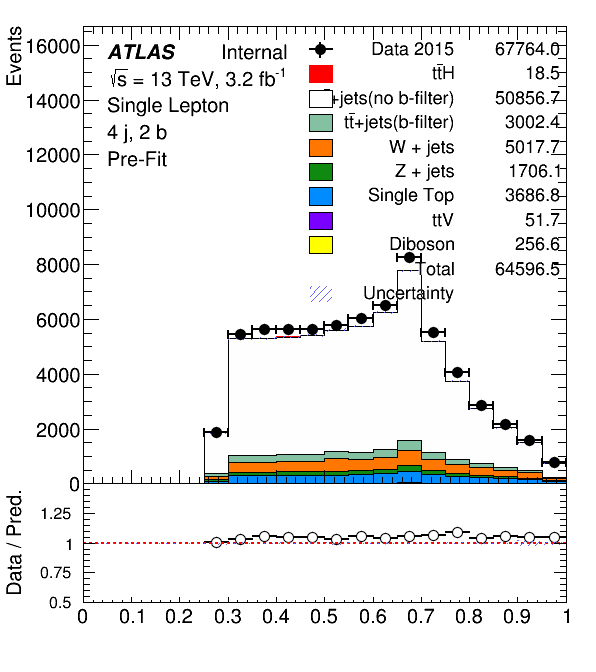 Events
16000
14000
12000
10000
8000
6000
4000
2000
0
ATLAS Internal
√s = 13 TeV, 3.2 fb-1
Single Lepton
4 j, 2 b
Pre-Fit
Data 2015 67764.0
tt̄H 18.5
+jets(no b-filter) 50856.7
tt̄+jets(b-filter) 3002.4
W + jets 5017.7
Z + jets 1706.1
Single Top 3686.8
ttV 51.7
Diboson 256.6
Total 64596.5
Uncertainty
Data / Pred.
1.25
1
0.75
0.5
0 0.1 0.2 0.3 0.4 0.5 0.6 0.7 0.8 0.9 1